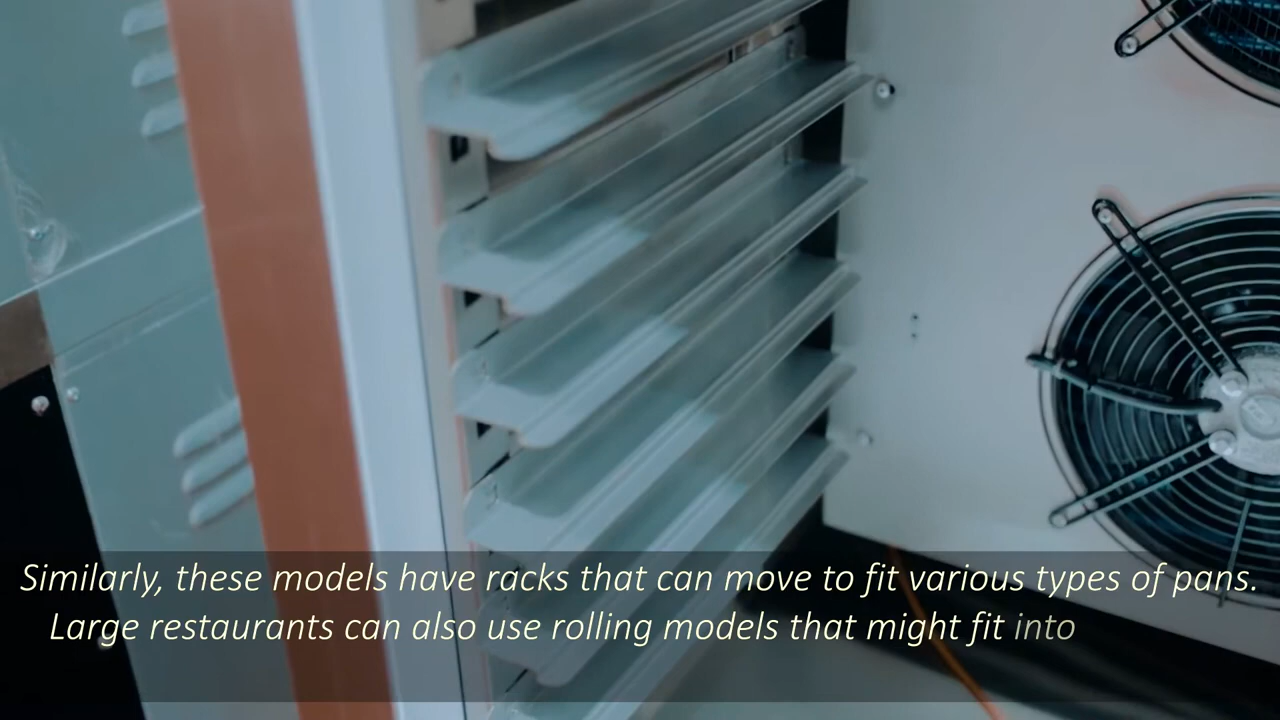 Similarly, these models have racks that can move to fit various types of pans.
Large restaurants can also use rolling models that might fit into